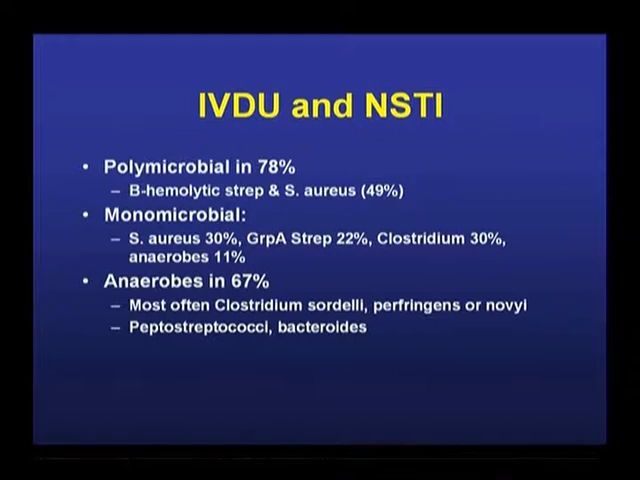 IVDU and NSTI
• Polymicrobial in 78%
– B-hemolytic strep & S. aureus (49%)
• Monomicrobial:
– S. aureus 30%, GrpA Strep 22%, Clostridium 30%,
anaerobes 11%
• Anaerobes in 67%
– Most often Clostridium sordelli, perfringens or novyi
– Peptostreptococci, bacteroides